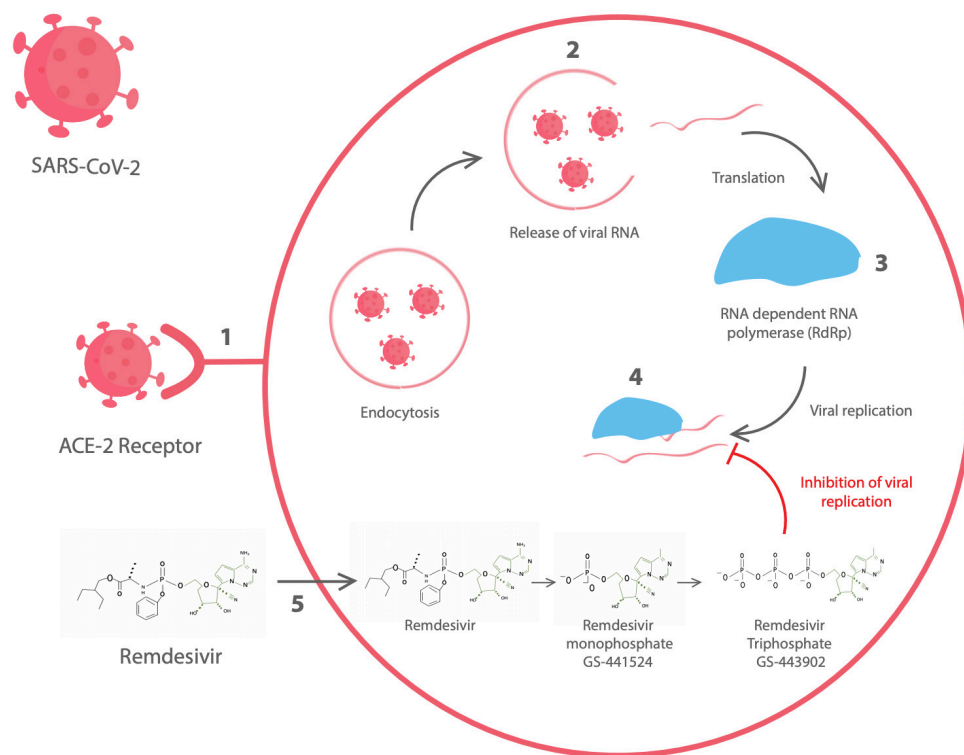 SARS-CoV-2
1
ACE-2 Receptor
2
Release of viral RNA
Endocytosis
Translation
3
RNA dependent RNA
polymerase (RdRp)
4
Viral replication
Inhibition of viral
replication
5
Remdesivir
Remdesivir
Remdesivir
monophosphate
GS-441524
Remdesivir
Triphosphate
GS-443902